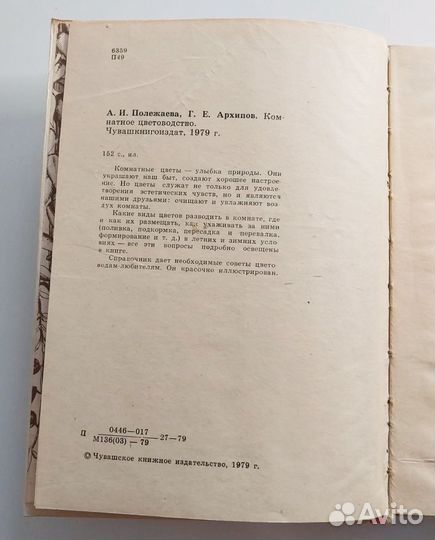 6359
П49
А. И. Полежаева, Г. Е. Архипов. Ком-
натное цветоводство.
Чувашкнигоиздат, 1979 г.
152 с., ил.
Комнатные цветы — улыбка природы. Они
украшают наш быт, создают хорошее настрое-
ние. Но цветы служат не только для удовле-
творения эстетических чувств, но и являются
нашими друзьями: очищают и увлажняют воз-
дух комнаты.
Какие виды цветов разводить в комнате, где
и как их размещать, как ухаживать за ними
(поливка, подкормка, пересадка и перевалка,
формирование и т. д.) в летних и зимних усло-
виях — все эти вопросы подробно освещены
в книге.
Справочник дает необходимые советы цвето
водам-любителям. Он красочно иллюстрирован.
0446—017
П ———— —27—79
М136(03) — 79
© Чувашское книжное издательство, 1979 г.
Avito